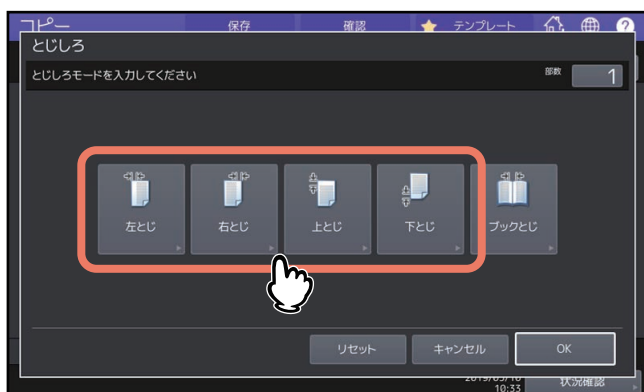 コピー 保存 確認 テンプレート
とじしろ
とじしろモードを入力してください 部数 1
左とじ 右とじ 上とじ 下とじ ブックとじ
リセット キャンセル OK
10:33 状況確認